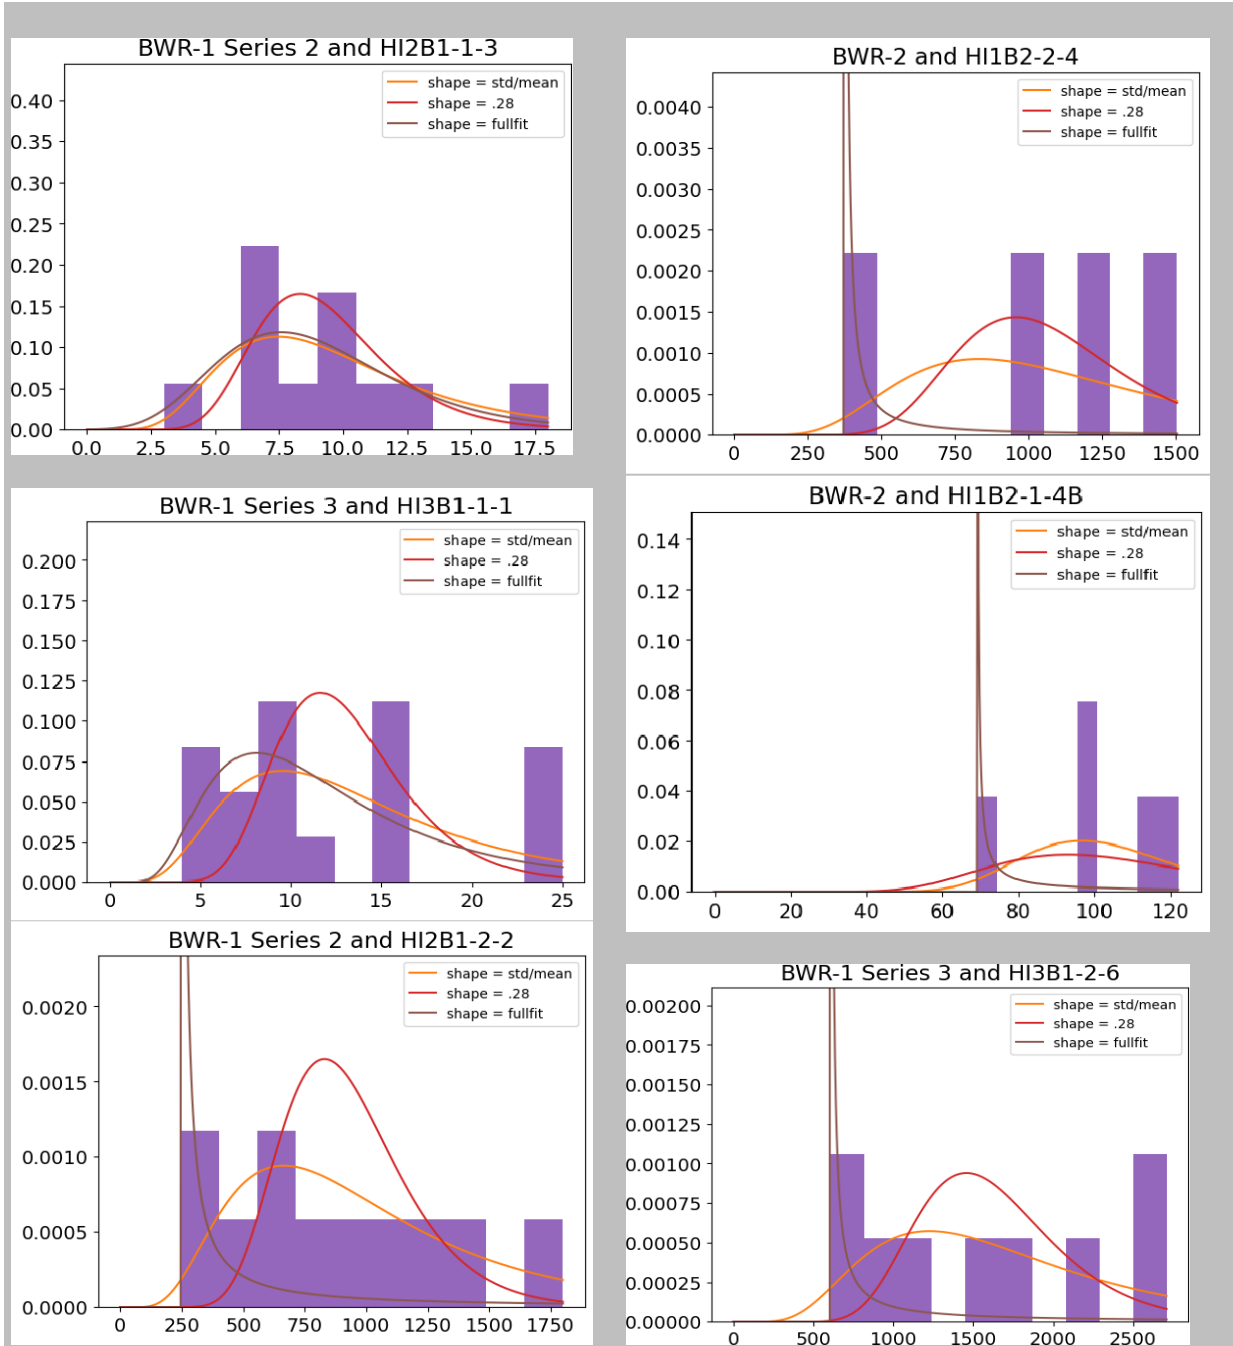 BWR-1 Series 2 and HI2B1-1-3
shape = std/mean
shape = .28
shape = fullfit
0.40
0.35
0.30
0.25
0.20
0.15
0.10
0.05
0.00
0.0 2.5 5.0 7.5 10.0 12.5 15.0 17.5
BWR-2 and HI1B2-2-4
shape = std/mean
shape = .28
shape = fullfit
0.0040
0.0035
0.0030
0.0025
0.0020
0.0015
0.0010
0.0005
0.0000
0 250 500 750 1000 1250 1500
BWR-1 Series 3 and HI3B1-1-1
shape = std/mean
shape = .28
shape = fullfit
0.200
0.175
0.150
0.125
0.100
0.075
0.050
0.025
0.000
0 5 10 15 20 25
BWR-2 and HI1B2-1-4B
shape = std/mean
shape = .28
shape = fullfit
0.14
0.12
0.10
0.08
0.06
0.04
0.02
0.00
0 20 40 60 80 100 120
BWR-1 Series 2 and HI2B1-2-2
shape = std/mean
shape = .28
shape = fullfit
0.0020
0.0015
0.0010
0.0005
0.0000
0 250 500 750 1000 1250 1500 1750
BWR-1 Series 3 and HI3B1-2-6
shape = std/mean
shape = .28
shape = fullfit
0.00200
0.00175
0.00150
0.00125
0.00100
0.00075
0.00050
0.00025
0.00000
0 500 1000 1500 2000 2500